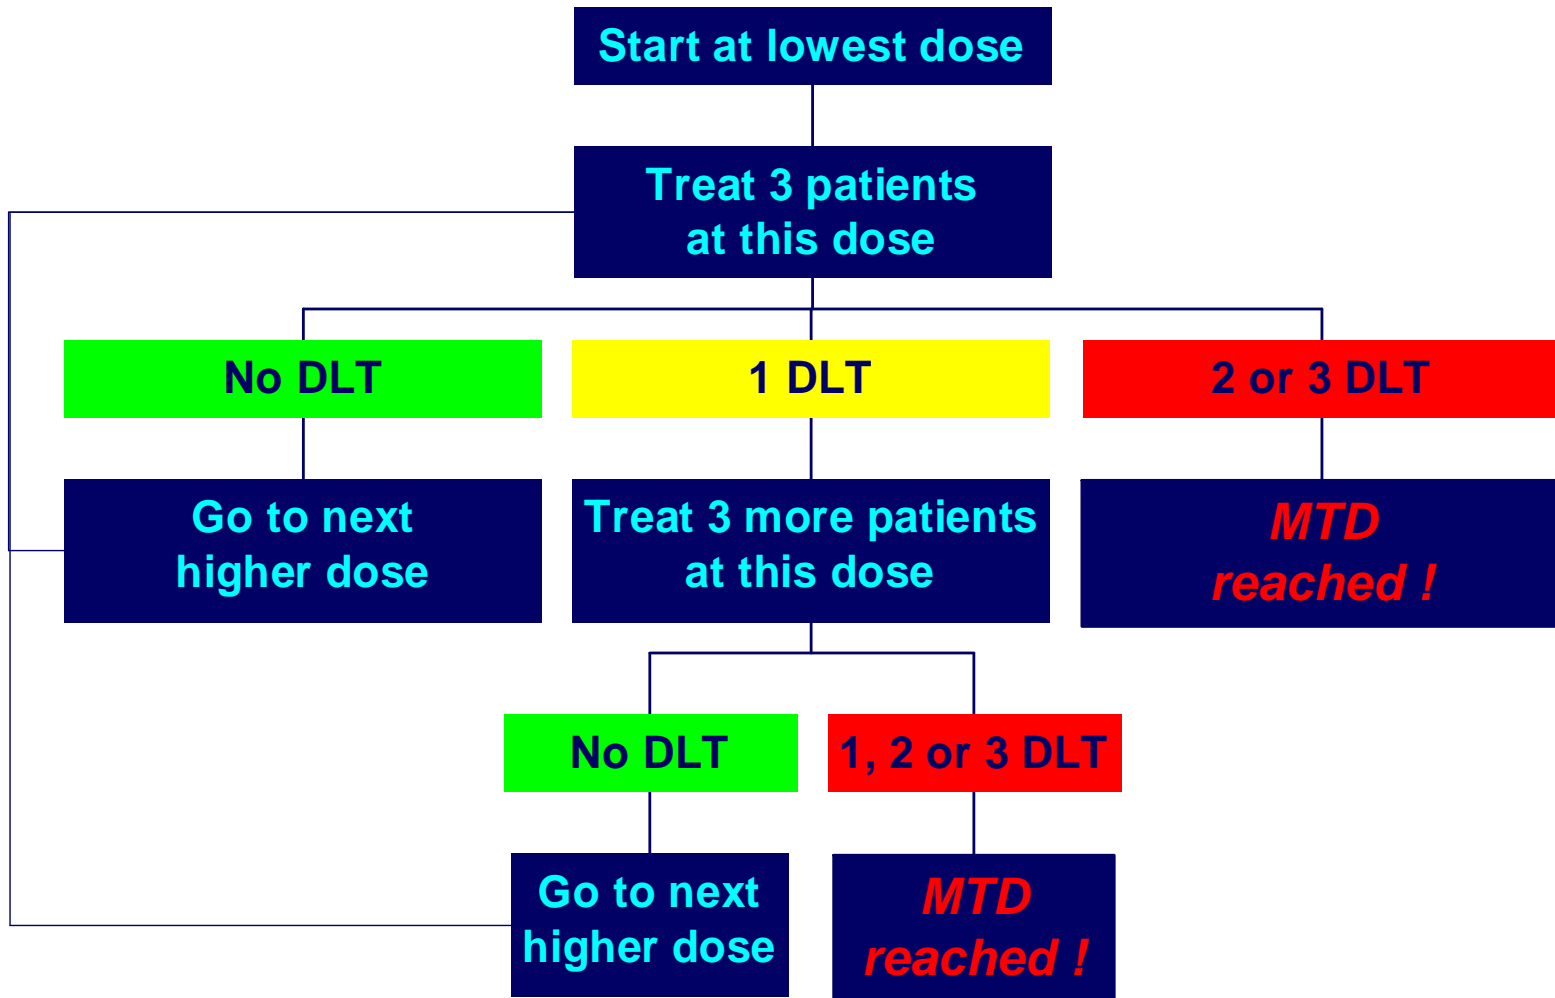 Start at lowest dose
Treat 3 patients
at this dose
No DLT
1 DLT
2 or 3 DLT
Go to next
higher dose
Treat 3 more patients
at this dose
MTD
reached !
No DLT
1, 2 or 3 DLT
Go to next
higher dose
MTD
reached !